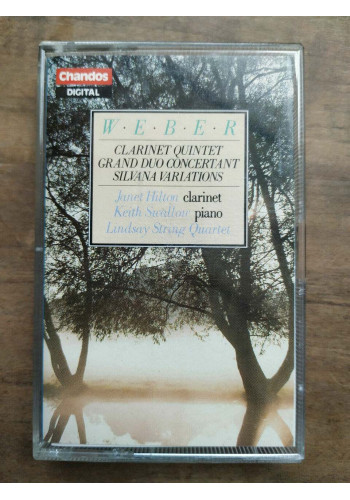 Chandos
DIGITAL
W·E·B·E·R
CLARINET QUINTET
GRAND DUO CONCERTANT
SILVANA VARIATIONS
Janet Hilton clarinet
Keith Swallow piano
Lindsay String Quartet